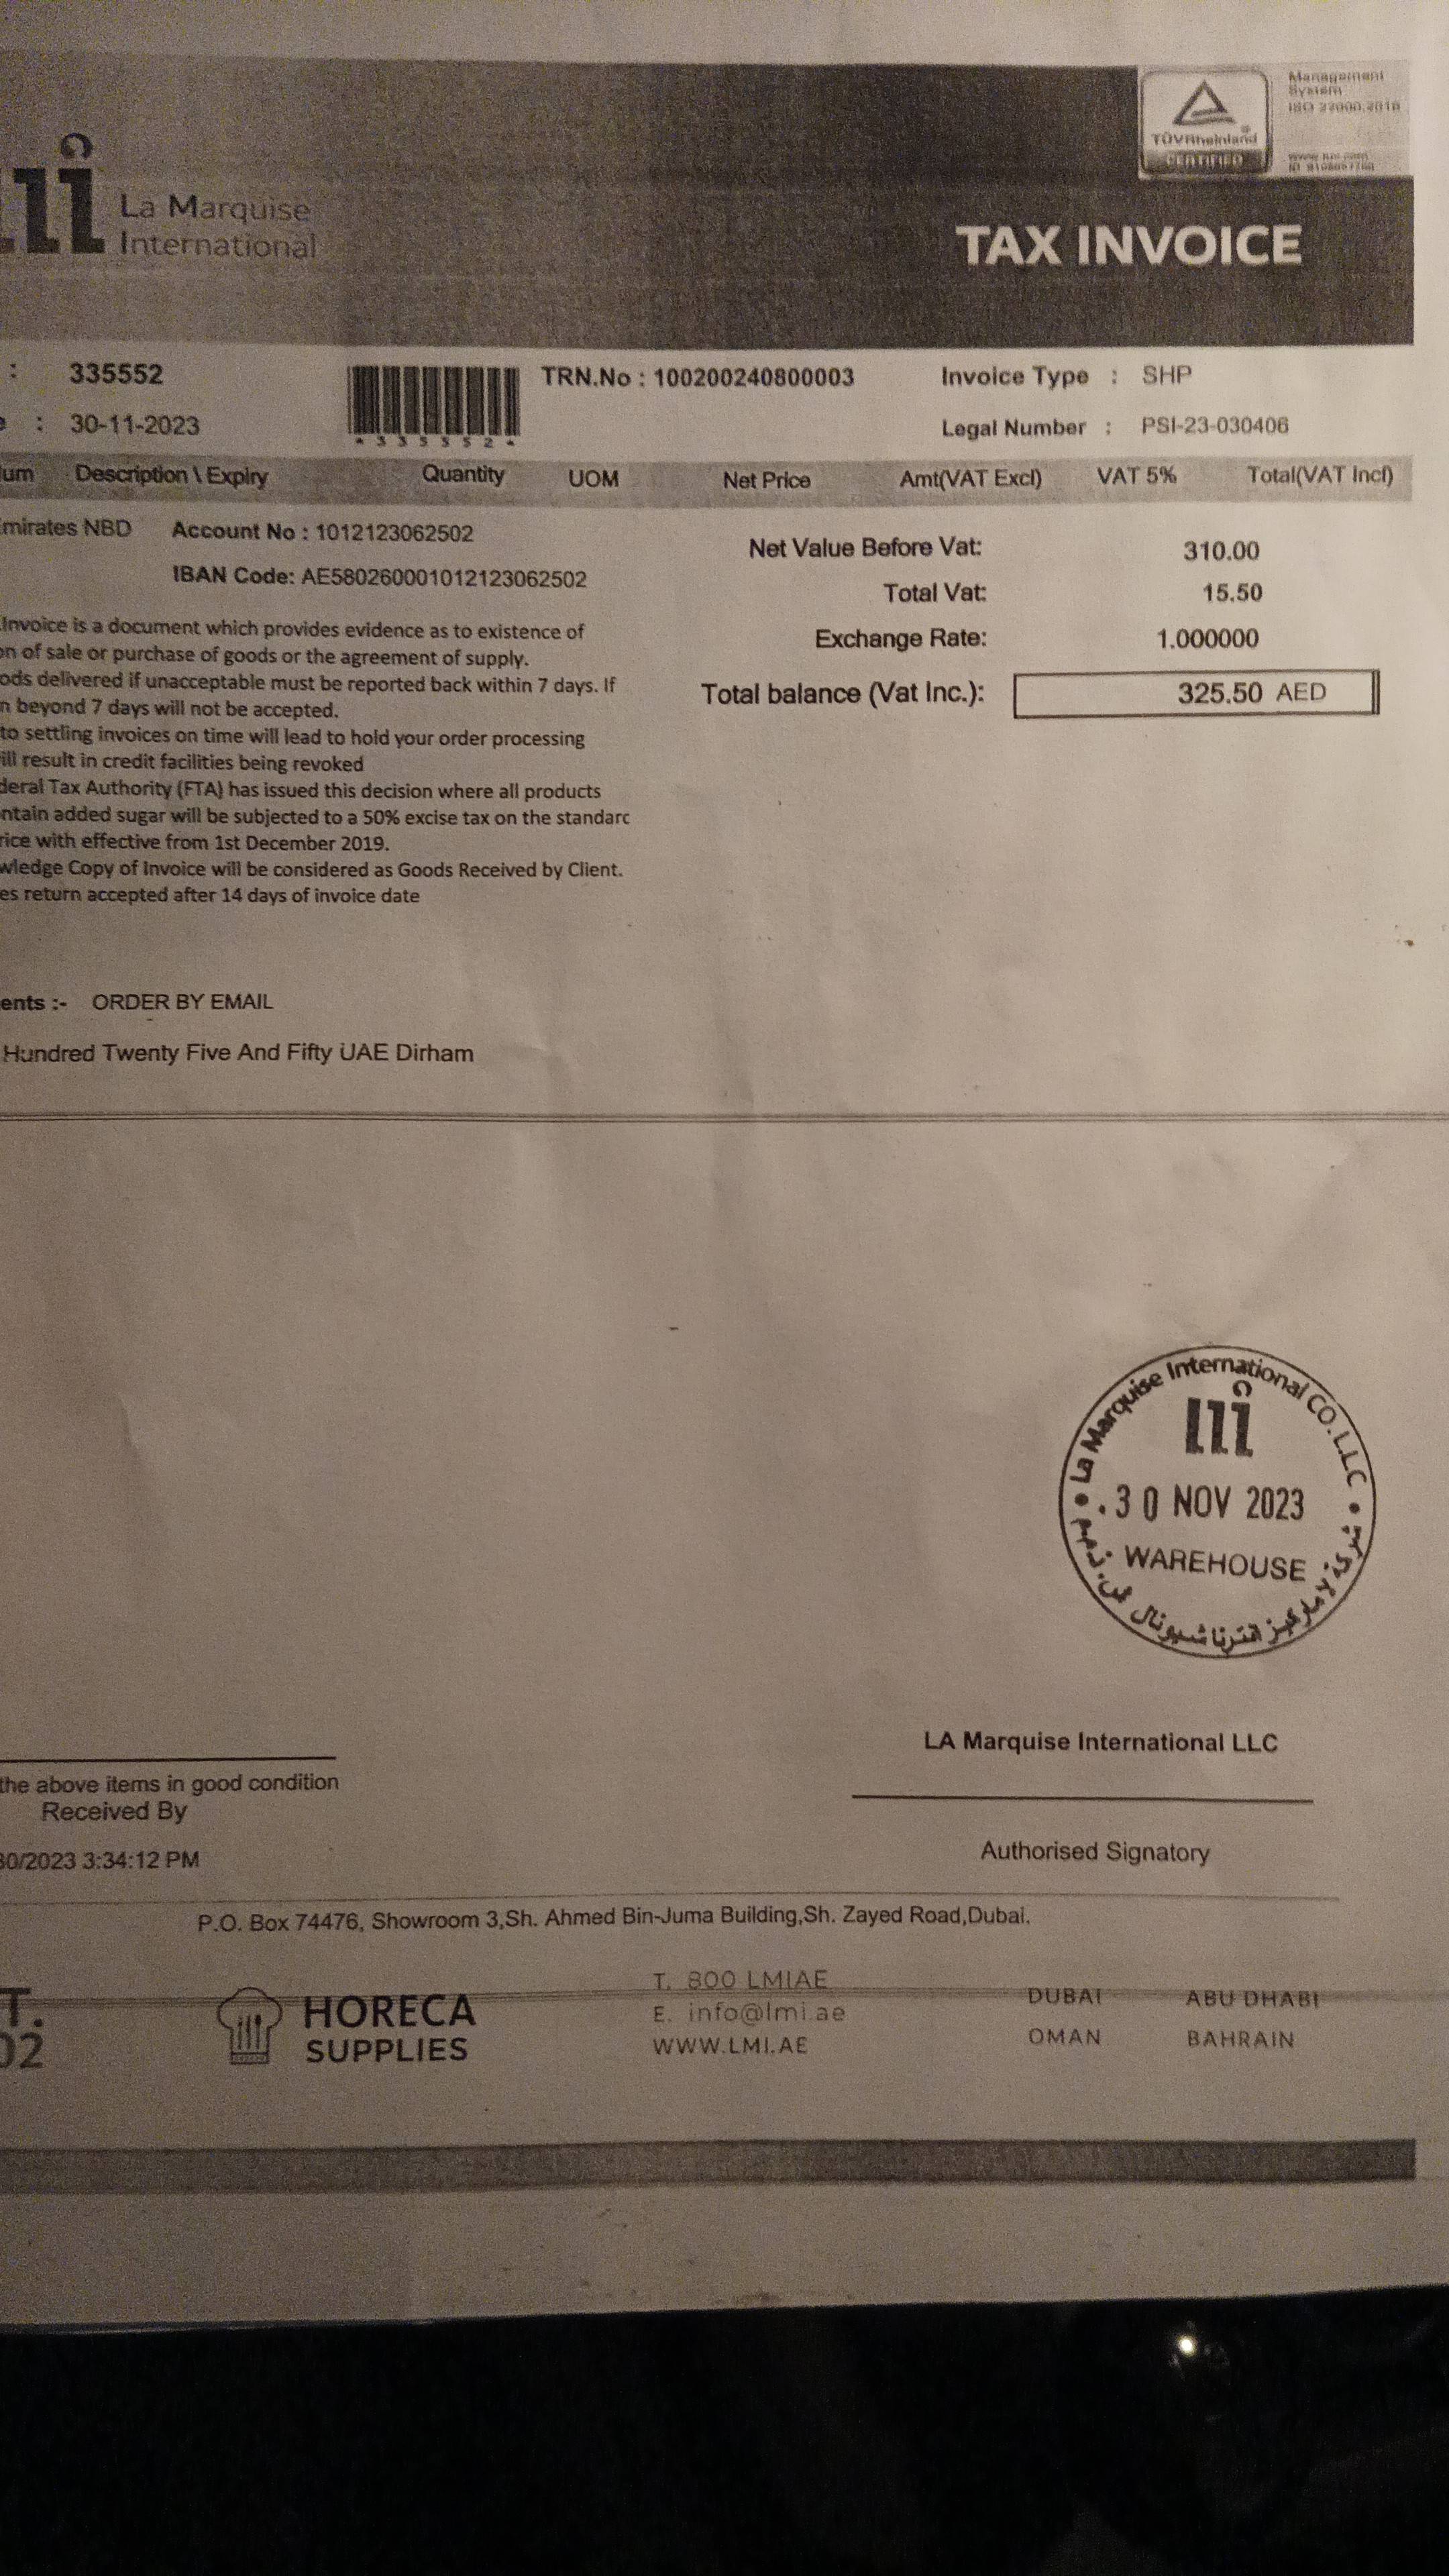 Management
System
ISO 22000:2018
TÜVRheinland
CERTIFIED
La Marquise
International
TAX INVOICE
: 335552
TRN.No : 100200240800003
Invoice Type : SHP
: 30-11-2023
*335552*
Legal Number : PSI-23-030406
um Description \ Expiry Quantity UOM Net Price Amt(VAT Excl) VAT 5% Total(VAT Incl)
mirates NBD Account No : 1012123062502
Net Value Before Vat: 310.00
IBAN Code: AE580260001012123062502
Total Vat: 15.50
Invoice is a document which provides evidence as to existence of
Exchange Rate: 1.000000
on of sale or purchase of goods or the agreement of supply.
ods delivered if unacceptable must be reported back within 7 days. If
Total balance (Vat Inc.): 325.50 AED
n beyond 7 days will not be accepted.
to settling invoices on time will lead to hold your order processing
ill result in credit facilities being revoked
deral Tax Authority (FTA) has issued this decision where all products
ntain added sugar will be subjected to a 50% excise tax on the standarc
rice with effective from 1st December 2019.
wledge Copy of Invoice will be considered as Goods Received by Client.
es return accepted after 14 days of invoice date
ents :- ORDER BY EMAIL
Hundred Twenty Five And Fifty UAE Dirham
La Marquise International CO. L.L.C
30 NOV 2023
WAREHOUSE
LA Marquise International LLC
the above items in good condition
Received By
Authorised Signatory
30/2023 3:34:12 PM
P.O. Box 74476, Showroom 3,Sh. Ahmed Bin-Juma Building,Sh. Zayed Road,Dubai.
T.
02
HORECA
SUPPLIES
T. 800 LMIAE
E. info@lmi.ae
WWW.LMI.AE
DUBAI ABU DHABI
OMAN BAHRAIN